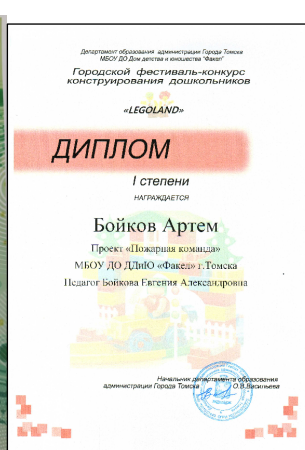 Департамент образования администрации Города Томска
МБОУ ДО Дом детства и юношества "Факел"
Городской фестиваль-конкурс
конструирования дошкольников
«LEGOLAND»
ДИПЛОМ
I степени
НАГРАЖДАЕТСЯ
Бойков Артем
Проект «Пожарная команда»
МБОУ ДО ДДиЮ «Факел» г.Томска
Педагог Бойкова Евгения Александровна
Начальник департамента образования
администрации Города Томска О.В.Васильева